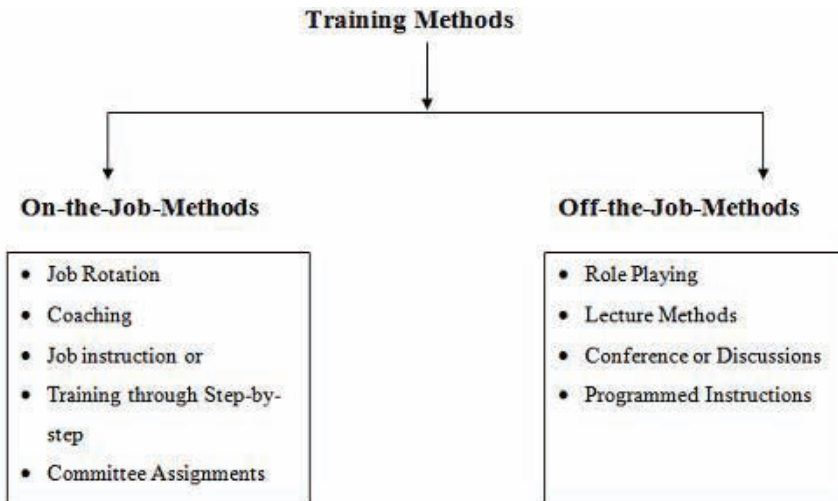 Training Methods
On-the-Job-Methods
• Job Rotation
• Coaching
• Job instruction or
• Training through Step-by-
step
• Committee Assignments
Off-the-Job-Methods
• Role Playing
• Lecture Methods
• Conference or Discussions
• Programmed Instructions